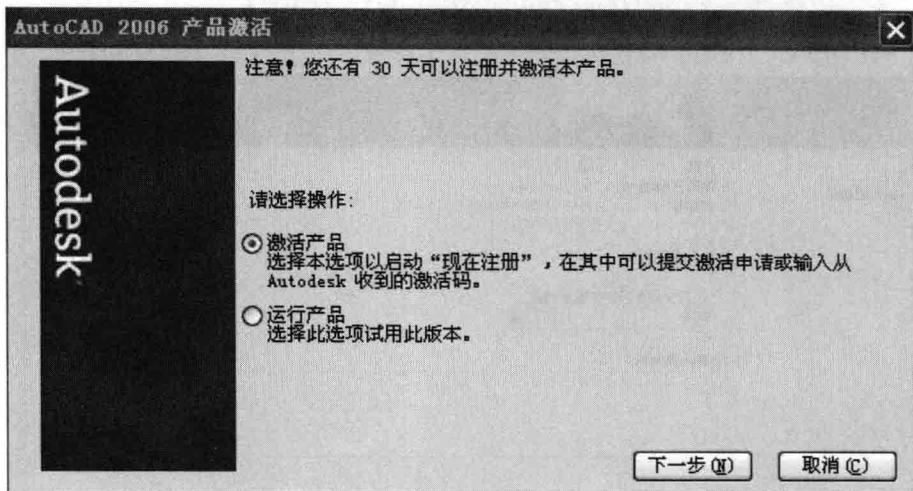 AutoCAD 2006 产品激活
Autodesk
注意! 您还有 30 天可以注册并激活本产品。
请选择操作:
激活产品
选择本选项以启动“现在注册”，在其中可以提交激活申请或输入从
Autodesk 收到的激活码。
运行产品
选择此选项试用此版本。
下一步(N)
取消(C)